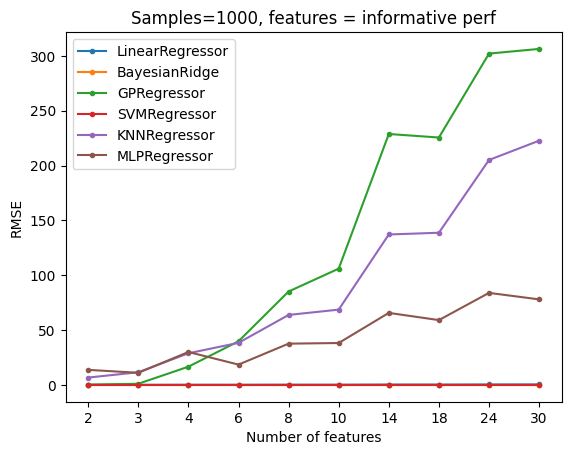 Samples=1000, features = informative perf
LinearRegressor
BayesianRidge
GPRegressor
SVMRegressor
KNNRegressor
MLPRegressor
300
250
200
150
100
50
0
RMSE
2 3 4 6 8 10 14 18 24 30
Number of features